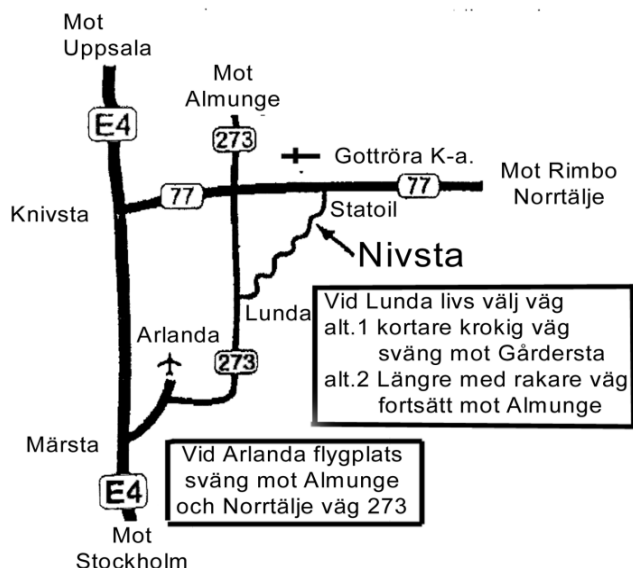 Mot
Uppsala
E4
Mot
Almunge
273
Gottröra K-a.
Mot Rimbo
Norrtälje
77
77
Knivsta
Statoil
Nivsta
Lunda
Arlanda
273
Vid Lunda livs välj väg
alt.1 kortare krokig väg
sväng mot Gårdersta
alt.2 Längre med rakare väg
fortsätt mot Almunge
Märsta
Vid Arlanda flygplats
sväng mot Almunge
och Norrtälje väg 273
E4
Mot
Stockholm